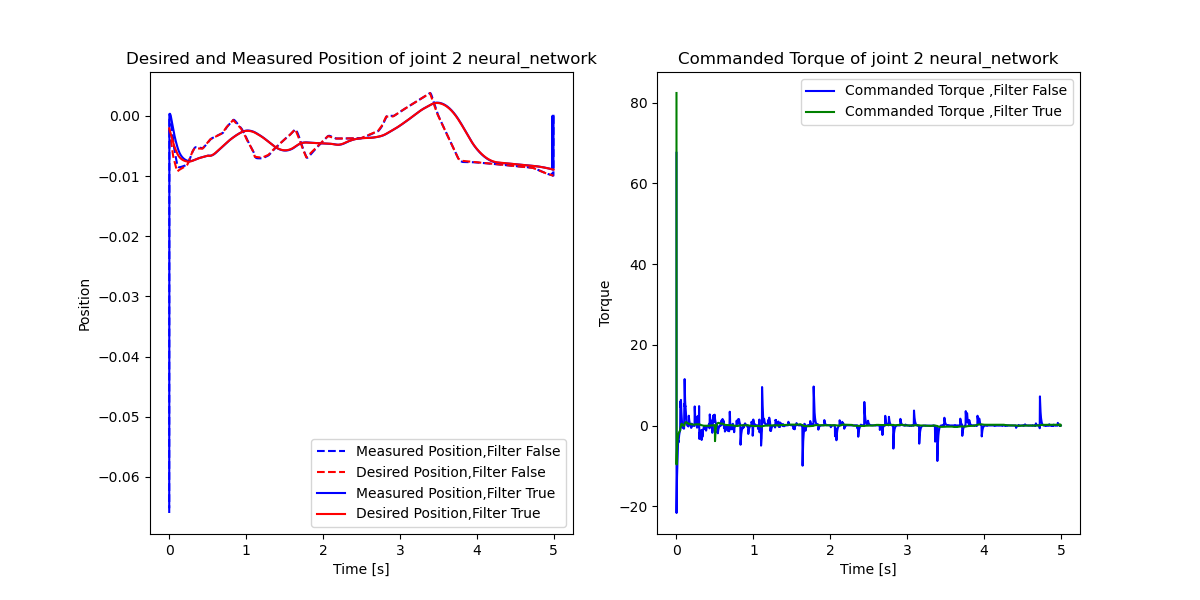 Desired and Measured Position of joint 2 neural_network
Position
0.00
−0.01
−0.02
−0.03
−0.04
−0.05
−0.06
Measured Position,Filter False
Desired Position,Filter False
Measured Position,Filter True
Desired Position,Filter True
0 1 2 3 4 5
Time [s]
Commanded Torque of joint 2 neural_network
Torque
80
60
40
20
0
−20
Commanded Torque ,Filter False
Commanded Torque ,Filter True
0 1 2 3 4 5
Time [s]